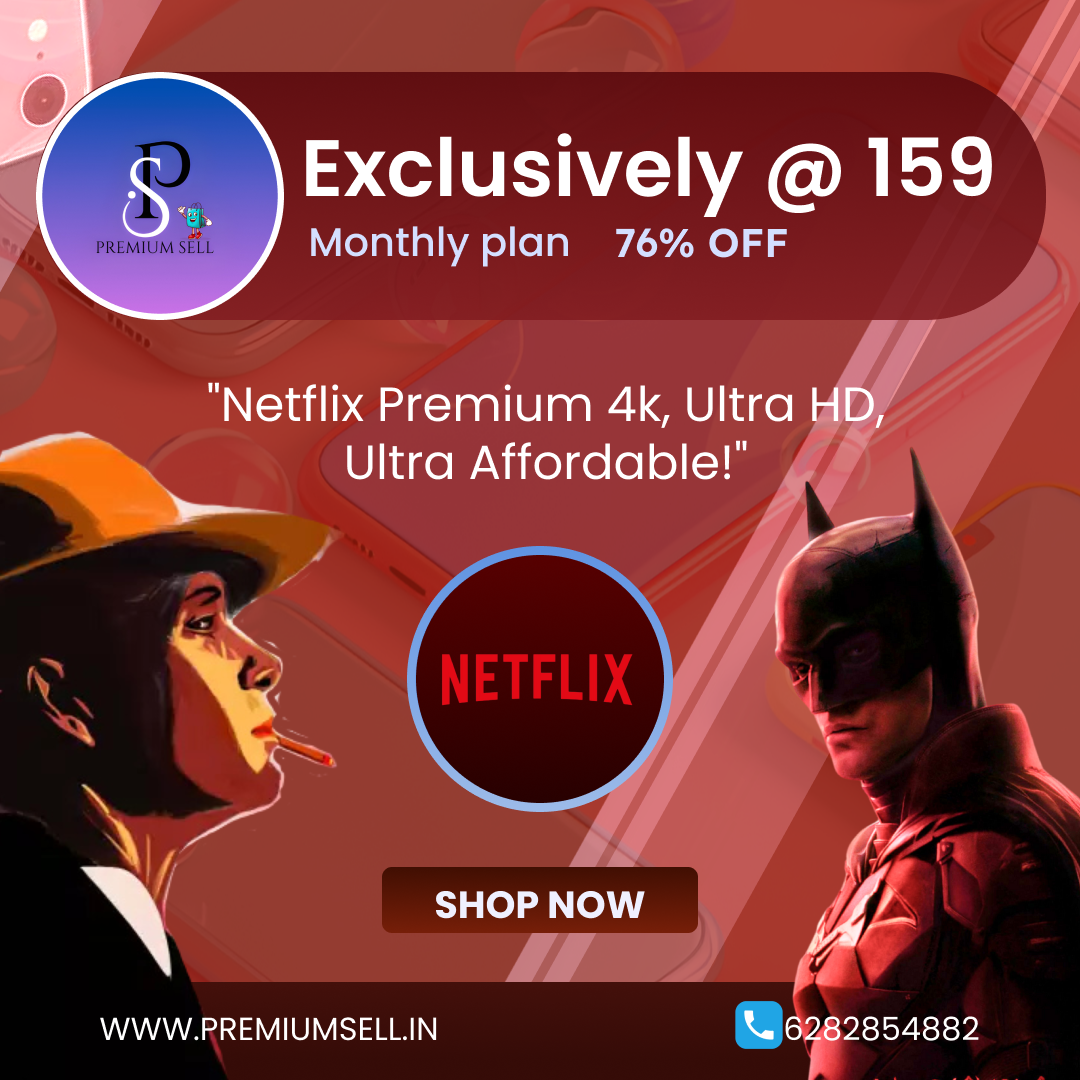 PS
PREMIUM SELL
Exclusively @ 159
Monthly plan 76% OFF
"Netflix Premium 4k, Ultra HD,
Ultra Affordable!"
NETFLIX
SHOP NOW
WWW.PREMIUMSELL.IN
6282854882